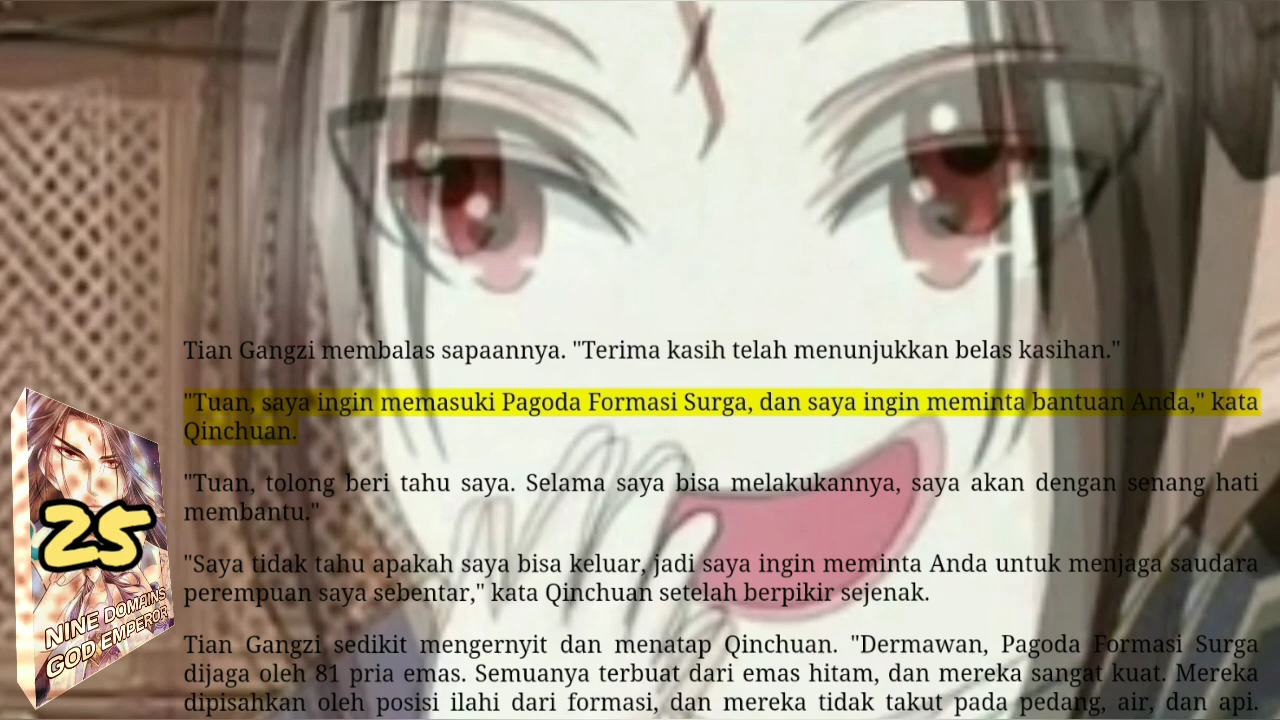 Tian Gangzi membalas sapaannya. "Terima kasih telah menunjukkan belas kasihan."
"Tuan, saya ingin memasuki Pagoda Formasi Surga, dan saya ingin meminta bantuan Anda," kata
Qinchuan.
"Tuan, tolong beri tahu saya. Selama saya bisa melakukannya, saya akan dengan senang hati
membantu."
"Saya tidak tahu apakah saya bisa keluar, jadi saya ingin meminta Anda untuk menjaga saudara
perempuan saya sebentar," kata Qinchuan setelah berpikir sejenak.
Tian Gangzi sedikit mengernyit dan menatap Qinchuan. "Dermawan, Pagoda Formasi Surga
dijaga oleh 81 pria emas. Semuanya terbuat dari emas hitam, dan mereka sangat kuat. Mereka
dipisahkan oleh posisi ilahi dari formasi, dan mereka tidak takut pada pedang, air, dan api.
25
NINE DOMAINS
GOD EMPEROR